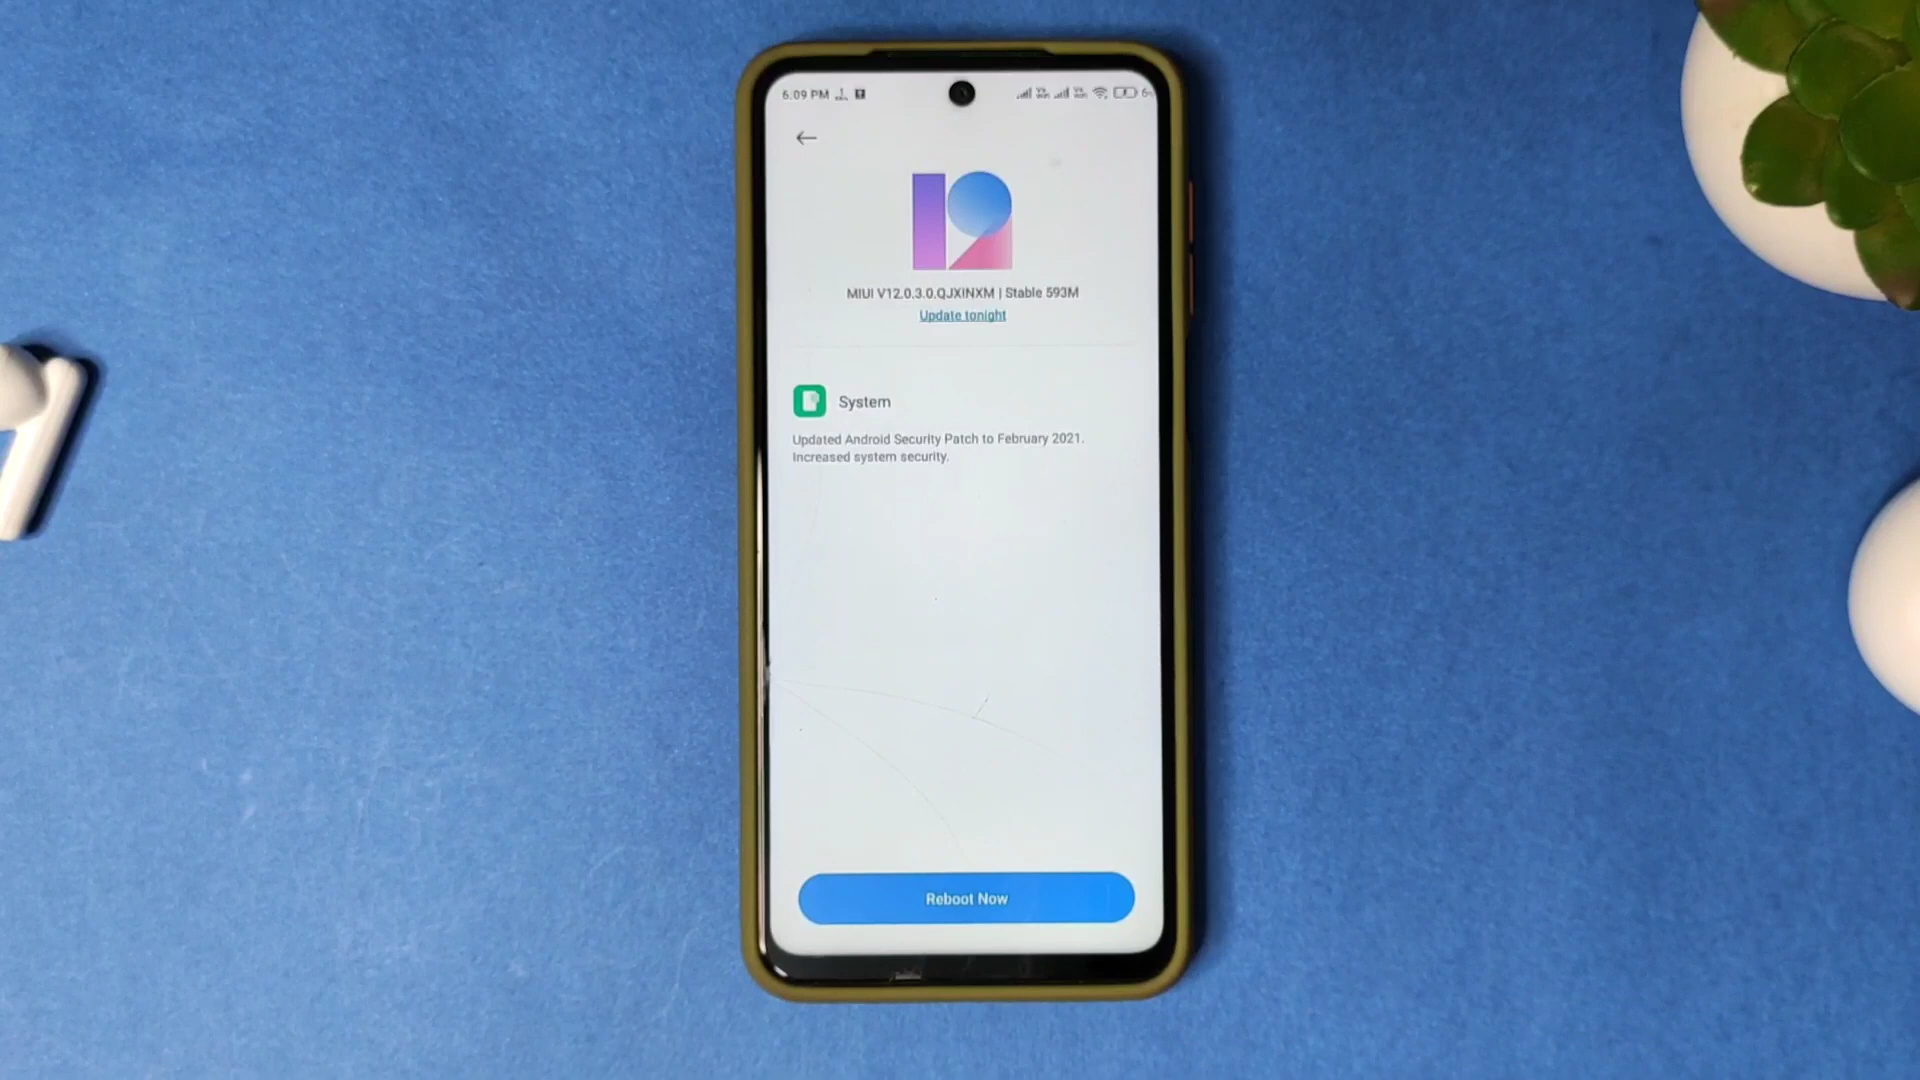 6:09 PM
12
MIUI V12.0.3.0.QJXINXM | Stable 593M
Update tonight
System
Updated Android Security Patch to February 2021.
Increased system security.
Reboot Now